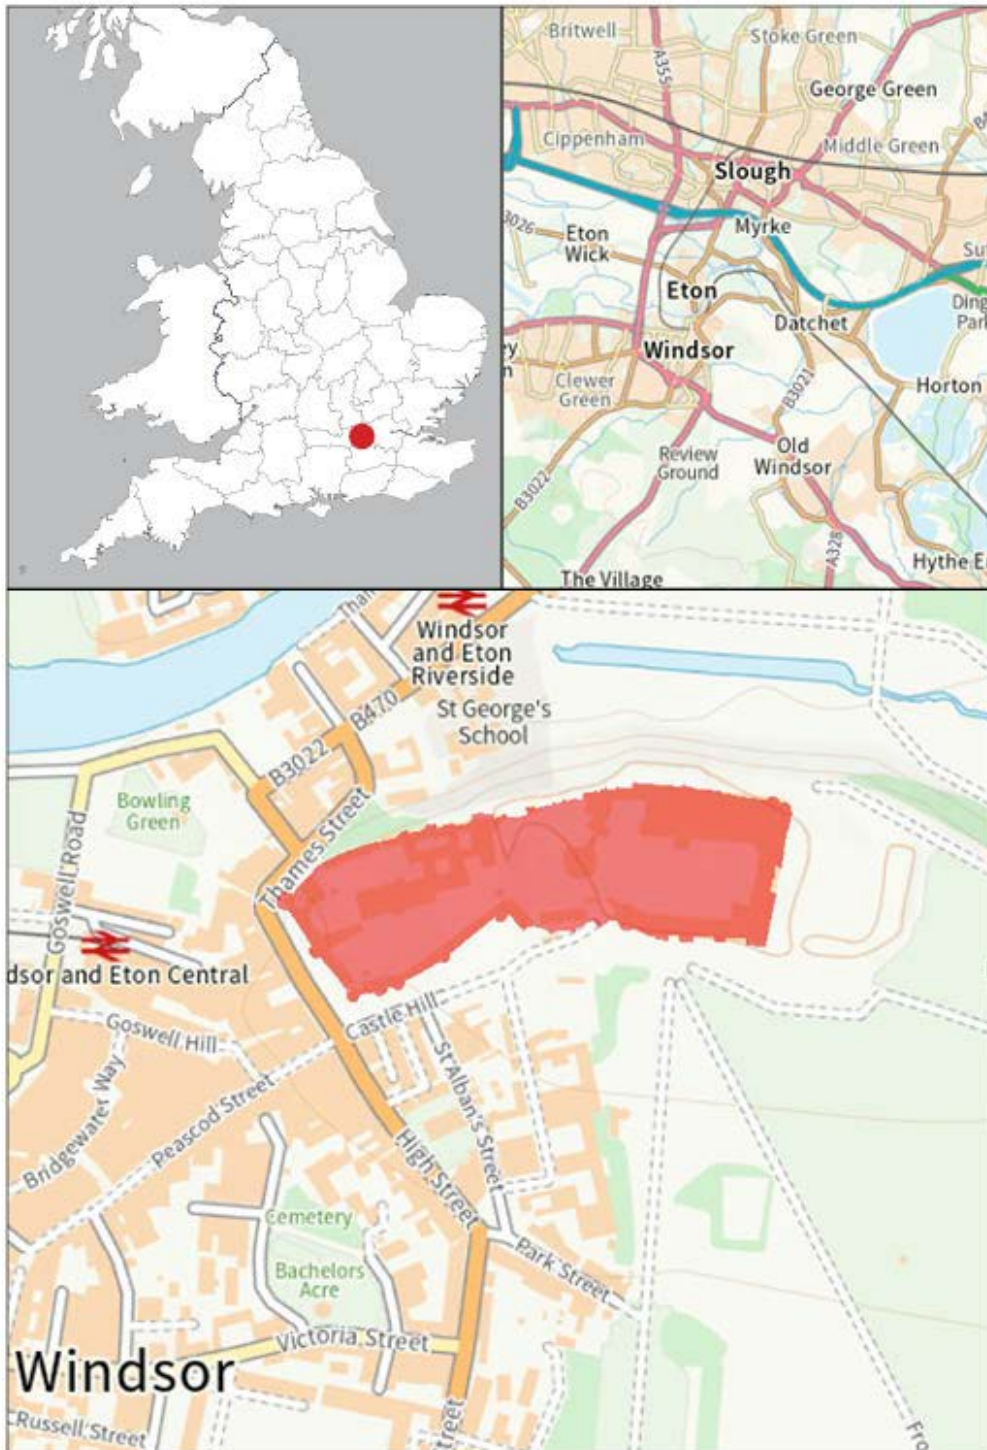 Britwell
Stoke Green
A355
George Green
Cippenham
Middle Green
Slough
B3026
Myrke
Eton
Wick
Eton
Datchet
Windsor
Horton
Clewer
Green
B3021
Review
Ground
Old
Windsor
B3022
A328
The Village
Windsor
and Eton
Riverside
B470
St George's
School
B3022
Bowling
Green
Thames Street
Goswell Road
dsor and Eton Central
Castle Hill
Goswell Hill
St Alban's Street
Bridgewater Way
Peascod Street
High Street
Cemetery
Park Street
Bachelors
Acre
Victoria Street
Windsor
Russell Street